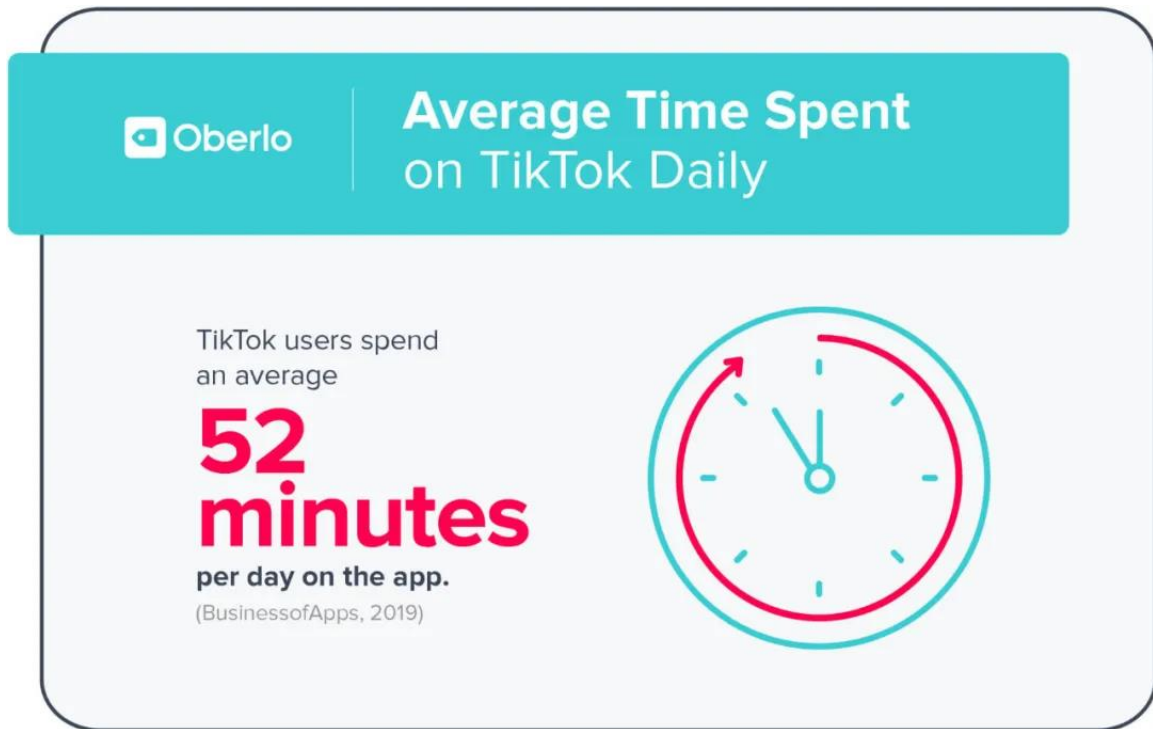 Oberlo
Average Time Spent
on TikTok Daily
TikTok users spend
an average
52
minutes
per day on the app.
(BusinessofApps, 2019)